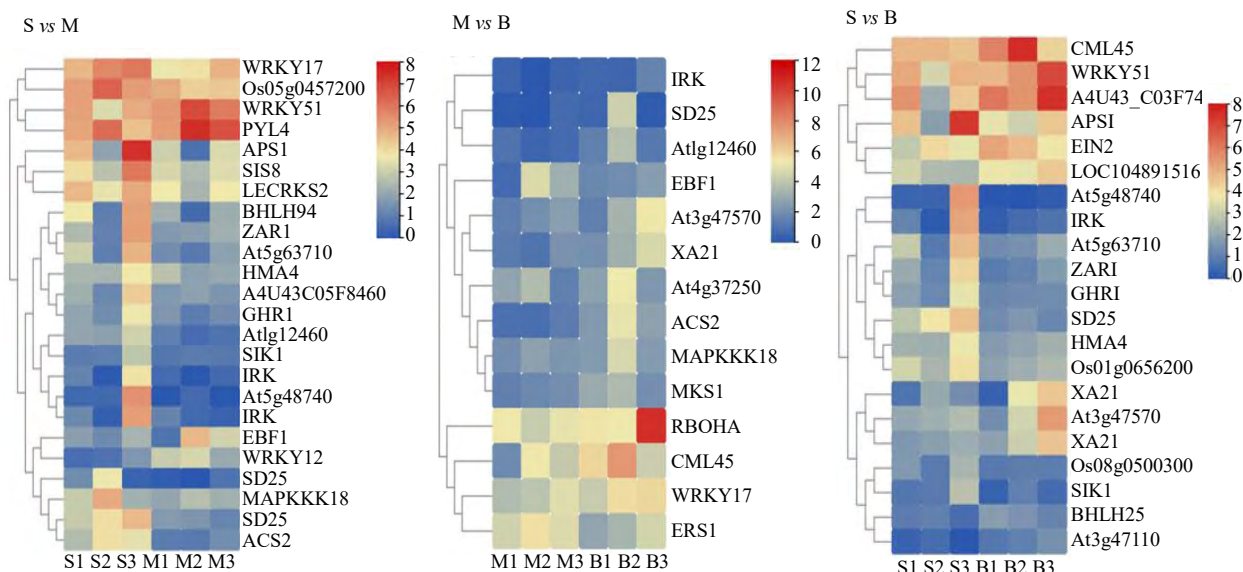 S vs M
8
7
6
5
4
3
2
1
0
WRKY17
Os05g0457200
WRKY51
PYL4
APS1
SIS8
LECRKS2
BHLH94
ZAR1
At5g63710
HMA4
A4U43C05F8460
GHR1
Atlg12460
SIK1
IRK
At5g48740
IRK
EBF1
WRKY12
SD25
MAPKKK18
SD25
ACS2
S1 S2 S3 M1 M2 M3
M vs B
12
10
8
6
4
2
0
IRK
SD25
Atlg12460
EBF1
At3g47570
XA21
At4g37250
ACS2
MAPKKK18
MKS1
RBOHA
CML45
WRKY17
ERS1
M1 M2 M3 B1 B2 B3
S vs B
8
7
6
5
4
3
2
1
0
CML45
WRKY51
A4U43_C03F74
APSI
EIN2
LOC104891516
At5g48740
IRK
At5g63710
ZARI
GHRI
SD25
HMA4
Os01g0656200
XA21
At3g47570
XA21
Os08g0500300
SIK1
BHLH25
At3g47110
S1 S2 S3 B1 B2 B3